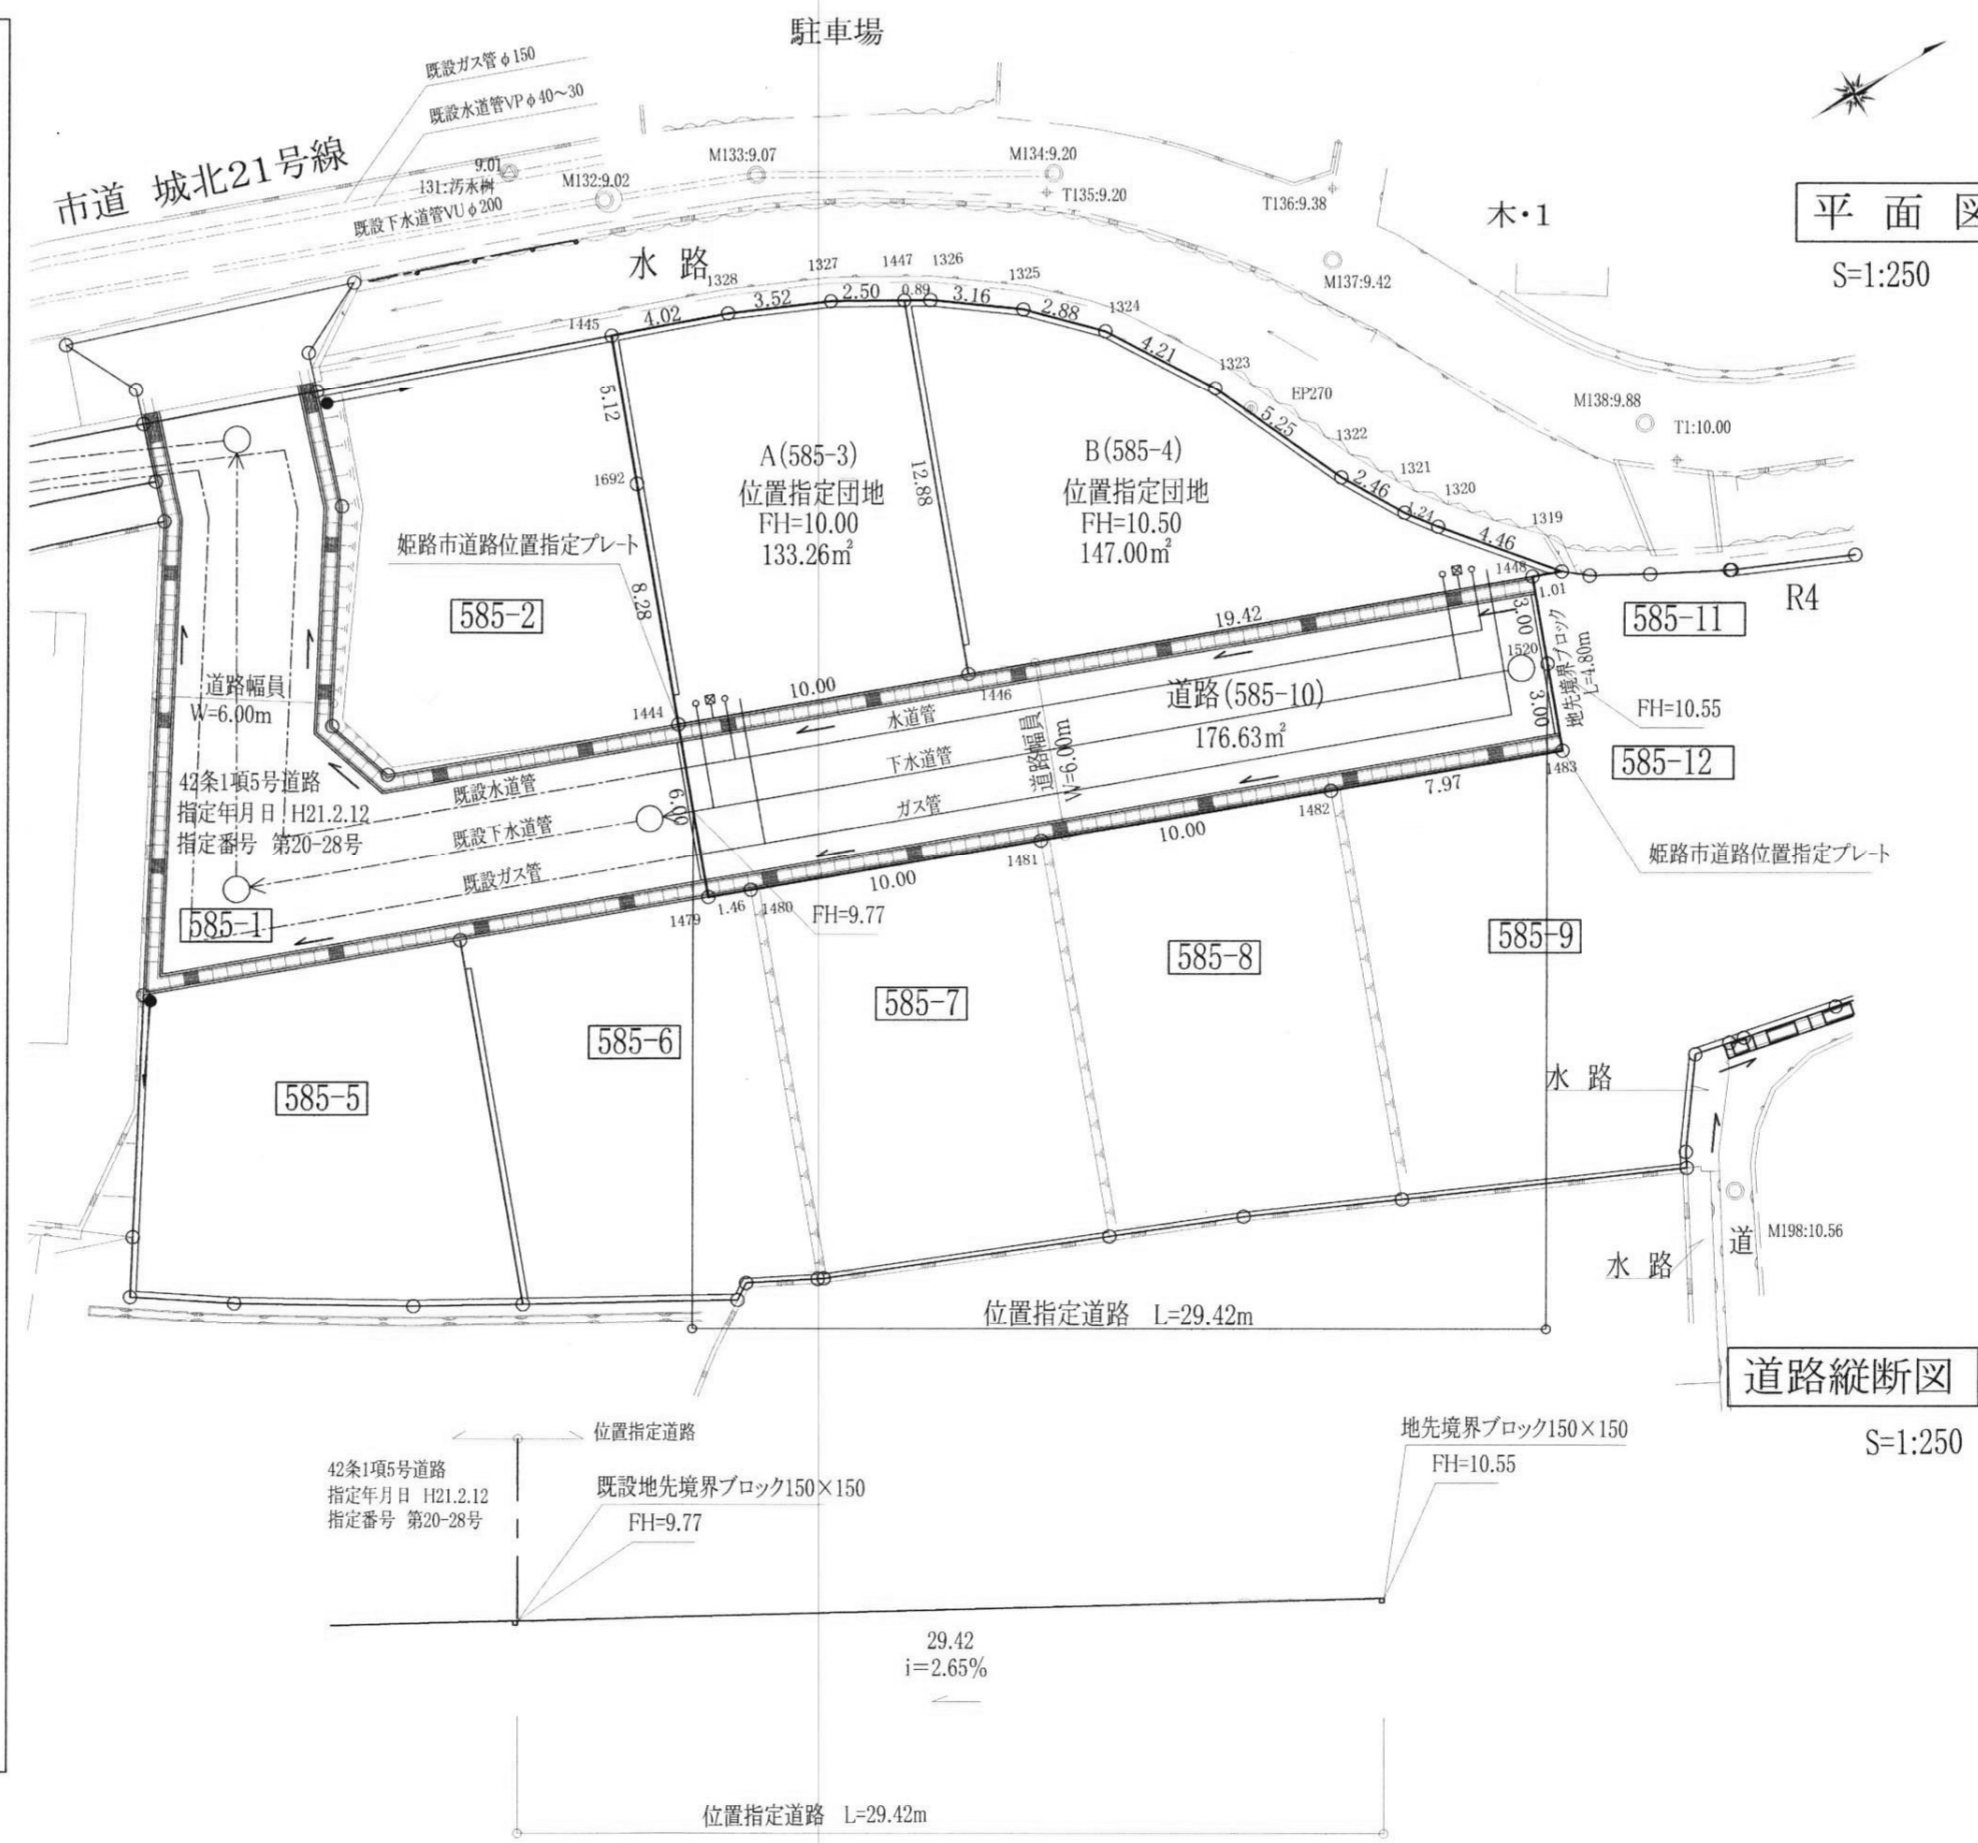 駐車場
既設ガス管φ150
既設水道管VPφ40～30
市道 城北21号線
9.01
131:汚水桝
既設下水道管VUφ200
M132:9.02
M133:9.07
M134:9.20
T135:9.20
T136:9.38
M137:9.42
木・1
平 面 図
S=1:250
水 路
1445
4.02
1328
3.52
1327
2.50
1447
0.89
1326
3.16
1325
2.88
1324
4.21
1323
EP270
5.25
1322
2.46
1321
1.24
1320
4.46
1319
M138:9.88
T1:10.00
5.12
1692
8.28
A(585-3)
位置指定団地
FH=10.00
133.26㎡
12.88
B(585-4)
位置指定団地
FH=10.50
147.00㎡
姫路市道路位置指定プレート
585-2
1448
1.01
3.00
1520
3.00
地先境界ブロック
L=4.80m
585-11
R4
FH=10.55
585-12
1483
道路幅員
W=6.00m
1444
10.00
1446
19.42
水道管
下水道管
ガス管
道路(585-10)
176.63㎡
道路幅員
W=6.00m
42条1項5号道路
指定年月日 H21.2.12
指定番号 第20-28号
既設水道管
既設下水道管
既設ガス管
6.00
585-1
1479
1.46
1480
FH=9.77
10.00
1481
10.00
1482
7.97
姫路市道路位置指定プレート
585-9
585-8
585-7
585-6
585-5
水 路
水 路
道
M198:10.56
位置指定道路 L=29.42m
道路縦断図
S=1:250
位置指定道路
42条1項5号道路
指定年月日 H21.2.12
指定番号 第20-28号
既設地先境界ブロック150×150
FH=9.77
地先境界ブロック150×150
FH=10.55
29.42
i=2.65%
位置指定道路 L=29.42m